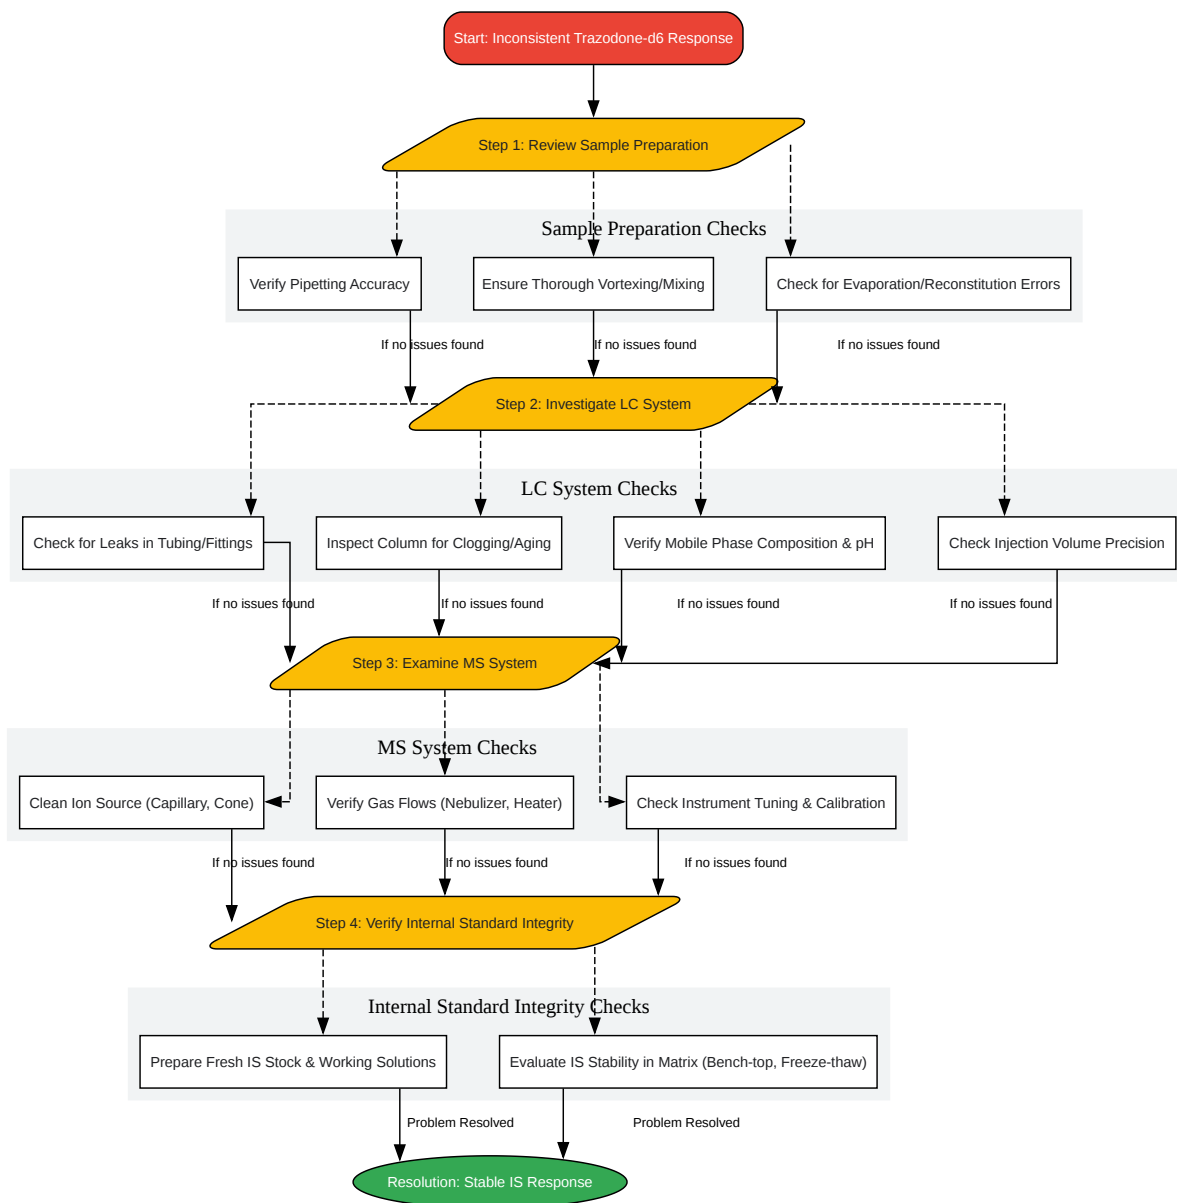 Start: Inconsistent Trazodone-d6 Response
Step 1: Review Sample Preparation
Sample Preparation Checks
Verify Pipetting Accuracy
Ensure Thorough Vortexing/Mixing
Check for Evaporation/Reconstitution Errors
If no issues found
If no issues found
If no issues found
Step 2: Investigate LC System
LC System Checks
Check for Leaks in Tubing/Fittings
Inspect Column for Clogging/Aging
Verify Mobile Phase Composition & pH
Check Injection Volume Precision
If no issues found
If no issues found
If no issues found
If no issues found
Step 3: Examine MS System
MS System Checks
Clean Ion Source (Capillary, Cone)
Verify Gas Flows (Nebulizer, Heater)
Check Instrument Tuning & Calibration
If no issues found
If no issues found
If no issues found
Step 4: Verify Internal Standard Integrity
Internal Standard Integrity Checks
Prepare Fresh IS Stock & Working Solutions
Evaluate IS Stability in Matrix (Bench-top, Freeze-thaw)
Problem Resolved
Problem Resolved
Resolution: Stable IS Response